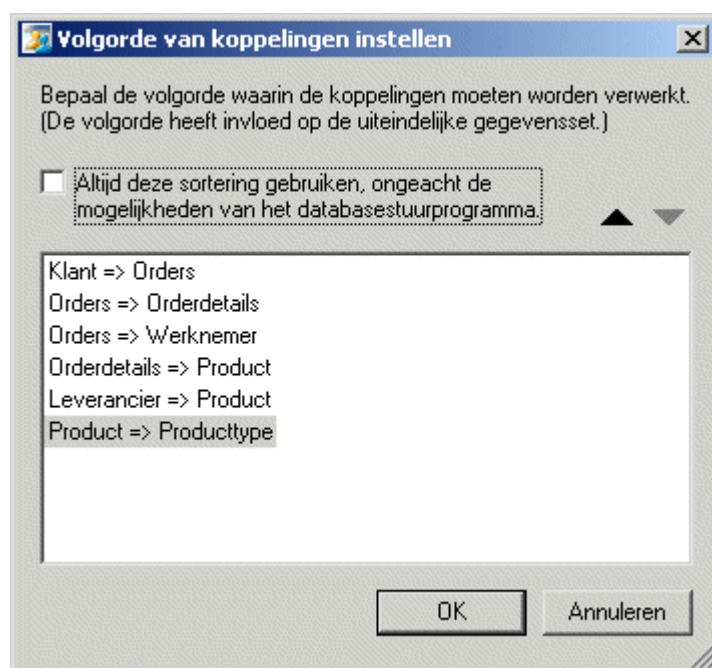 Volgorde van koppelingen instellen
Bepaal de volgorde waarin de koppelingen moeten worden verwerkt.
(De volgorde heeft invloed op de uiteindelijke gegevensset.)
Altijd deze sortering gebruiken, ongeacht de
mogelijkheden van het databasestuurprogramma.
Klant => Orders
Orders => Orderdetails
Orders => Werknemer
Orderdetails => Product
Leverancier => Product
Product => Producttype
OK
Annuleren